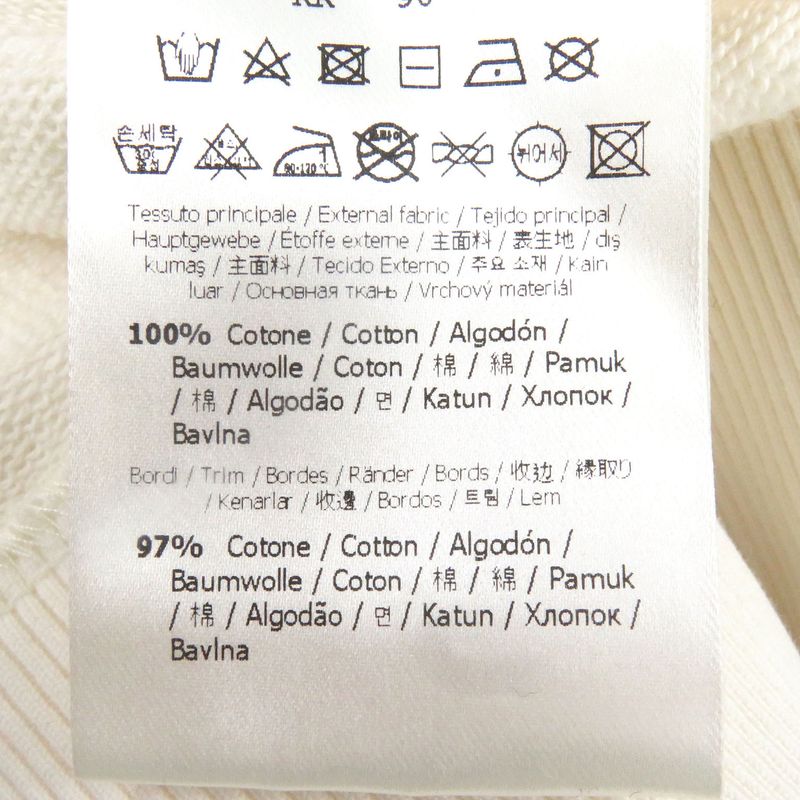 손세탁
80-120 °C
Tessuto principale / External fabric / Tejido principal /
Hauptgewebe / Étoffe externe / 主面料 / 表生地 / dış
kumaş / 主面料 / Tecido Externo / 주요 소재 / Kain
luar / Основная ткань / Vrchový materiál
100% Cotone / Cotton / Algodón /
Baumwolle / Coton / 棉 / 綿 / Pamuk
/ 棉 / Algodão / 면 / Katun / Хлопок /
Bavlna
Bordi / Trim / Bordes / Ränder / Bords / 收边 / 縁取り
/ Kenarlar / 收邊 / Bordos / 트림 / Lem
97% Cotone / Cotton / Algodón /
Baumwolle / Coton / 棉 / 綿 / Pamuk
/ 棉 / Algodão / 면 / Katun / Хлопок /
Bavlna